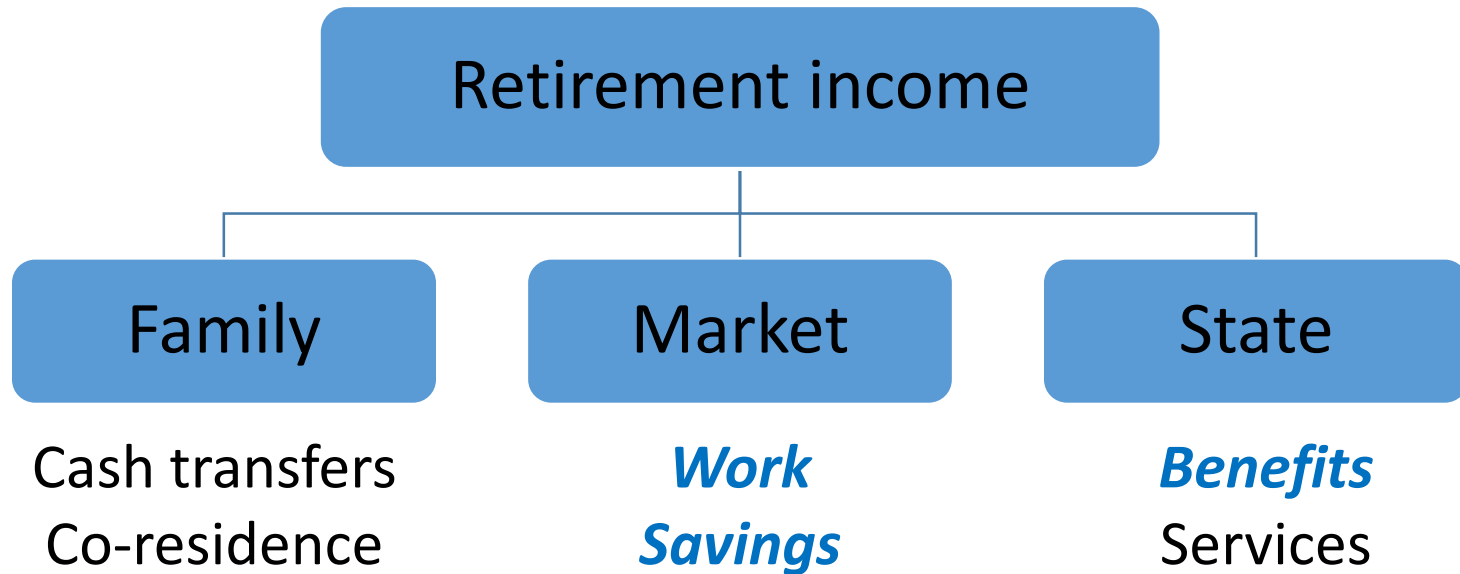 Retirement income
Family
Market
State
Cash transfers
Co-residence
Work
Savings
Benefits
Services